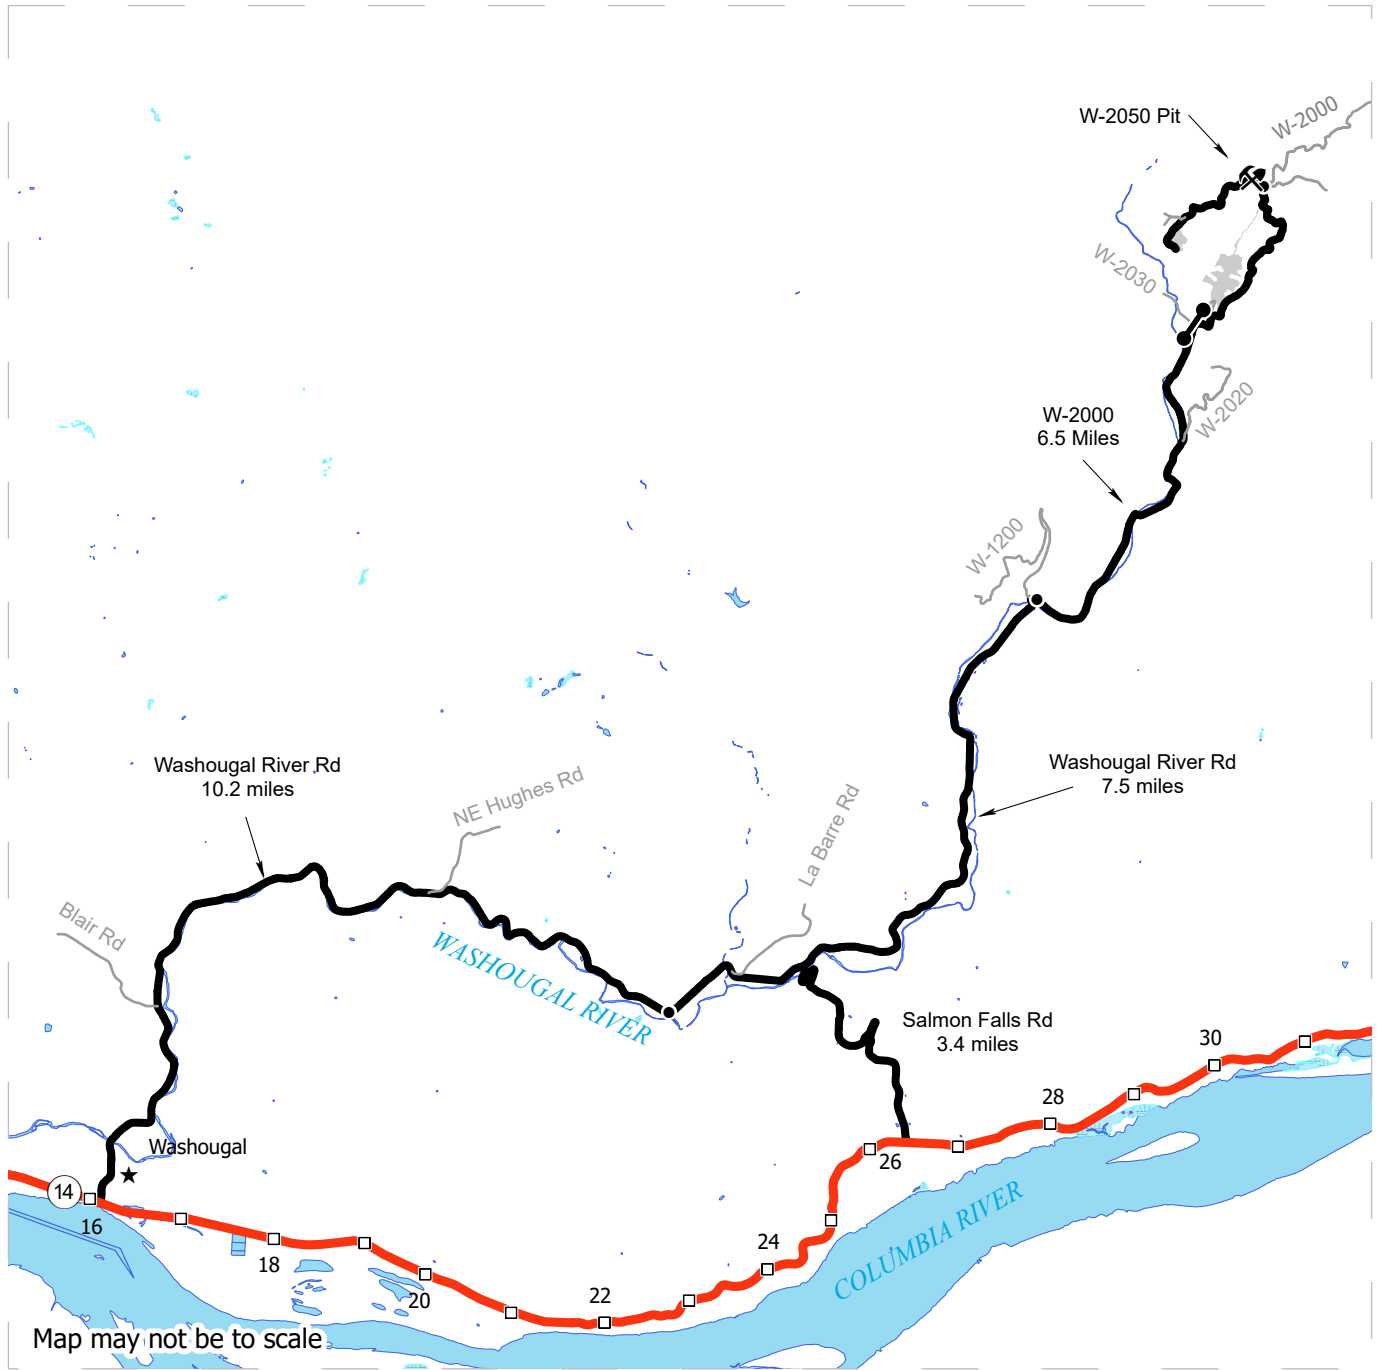 W-2050 Pit
W-2000
W-2030
W-2000
6.5 Miles
W-2020
W-1200
Washougal River Rd
10.2 miles
Washougal River Rd
7.5 miles
NE Hughes Rd
La Barre Rd
Blair Rd
WASHOUGAL RIVER
Salmon Falls Rd
3.4 miles
30
28
26
Washougal
14
16
18
20
22
24
COLUMBIA RIVER
Map may not be to scale